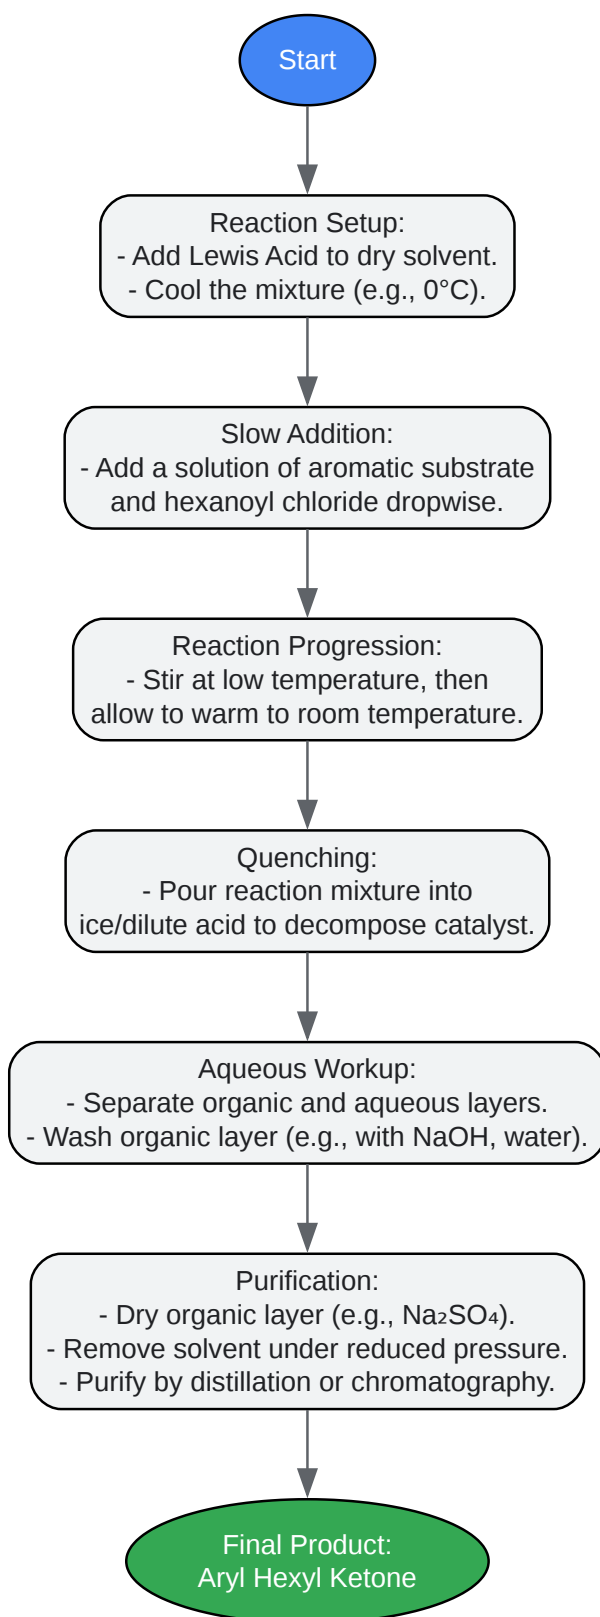 Start
Reaction Setup:
- Add Lewis Acid to dry solvent.
- Cool the mixture (e.g., 0°C).
Slow Addition:
- Add a solution of aromatic substrate
and hexanoyl chloride dropwise.
Reaction Progression:
- Stir at low temperature, then
allow to warm to room temperature.
Quenching:
- Pour reaction mixture into
ice/dilute acid to decompose catalyst.
Aqueous Workup:
- Separate organic and aqueous layers.
- Wash organic layer (e.g., with NaOH, water).
Purification:
- Dry organic layer (e.g., Na₂SO₄).
- Remove solvent under reduced pressure.
- Purify by distillation or chromatography.
Final Product:
Aryl Hexyl Ketone